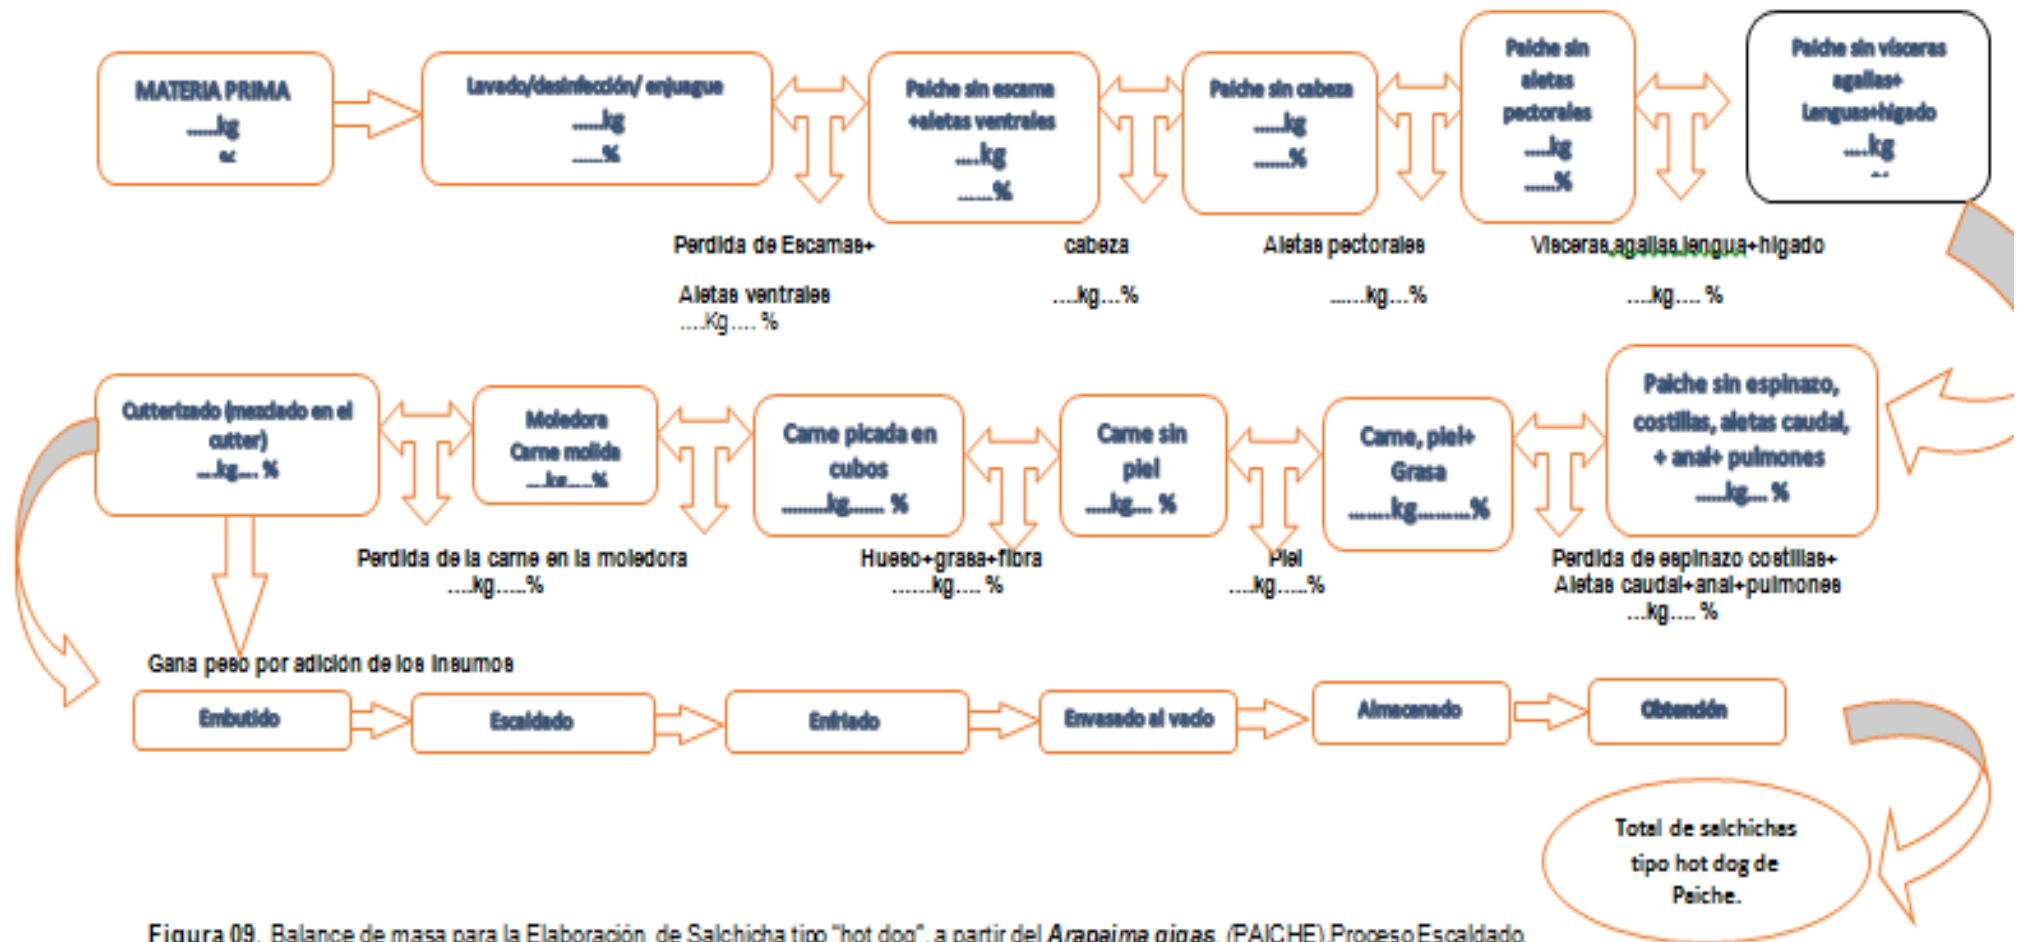 MATERIA PRIMA
......kg
%
Lavado/desinfección/ enjuague
......kg
......%
Paiche sin escama
+aletas ventrales
....kg
......%
Paiche sin cabeza
......kg
.......%
Paiche sin
aletas
pectorales
.....kg
......%
Paiche sin vísceras
agallas+
Lenguas+hígado
....kg
Perdida de Escamas+
Aletas ventrales
....Kg.... %
cabeza
....kg...%
Aletas pectorales
......kg...%
Visceras,agallas,lengua+hígado
....kg.... %
Cutterizado (mezclado en el
cutter)
....kg.... %
Moledora
Carne molida
....kg.....%
Carne picada en
cubos
.........kg....... %
Carne sin
piel
.....kg.... %
Carne, piel+
Grasa
.......kg.........%
Paiche sin espinazo,
costillas, aletas caudal,
+ anal+ pulmones
......kg.... %
Perdida de la carne en la moledora
....kg.....%
Hueso+grasa+fibra
......kg.... %
Piel
....kg.....%
Perdida de espinazo costillas+
Aletas caudal+anal+pulmones
...kg.... %
Gana peso por adición de los insumos
Embutido
Escaldado
Enfriado
Envasado al vacío
Almacenado
Obtención
Total de salchichas
tipo hot dog de
Paiche.
Figura 09. Balance de masa para la Elaboración de Salchicha tipo "hot dog", a partir del Arapaima gigas. (PAICHE).Proceso Escaldado.